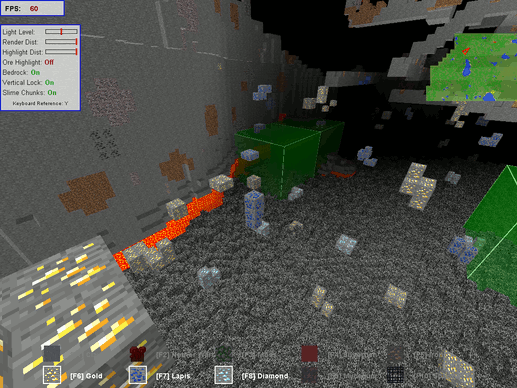 FPS: 60
Light Level:
Render Dist:
Highlight Dist:
Ore Highlight: Off
Bedrock: On
Vertical Lock: On
Slime Chunks: On
Keyboard Reference: Y
[F6] Gold [F7] Lapis [F8] Diamond